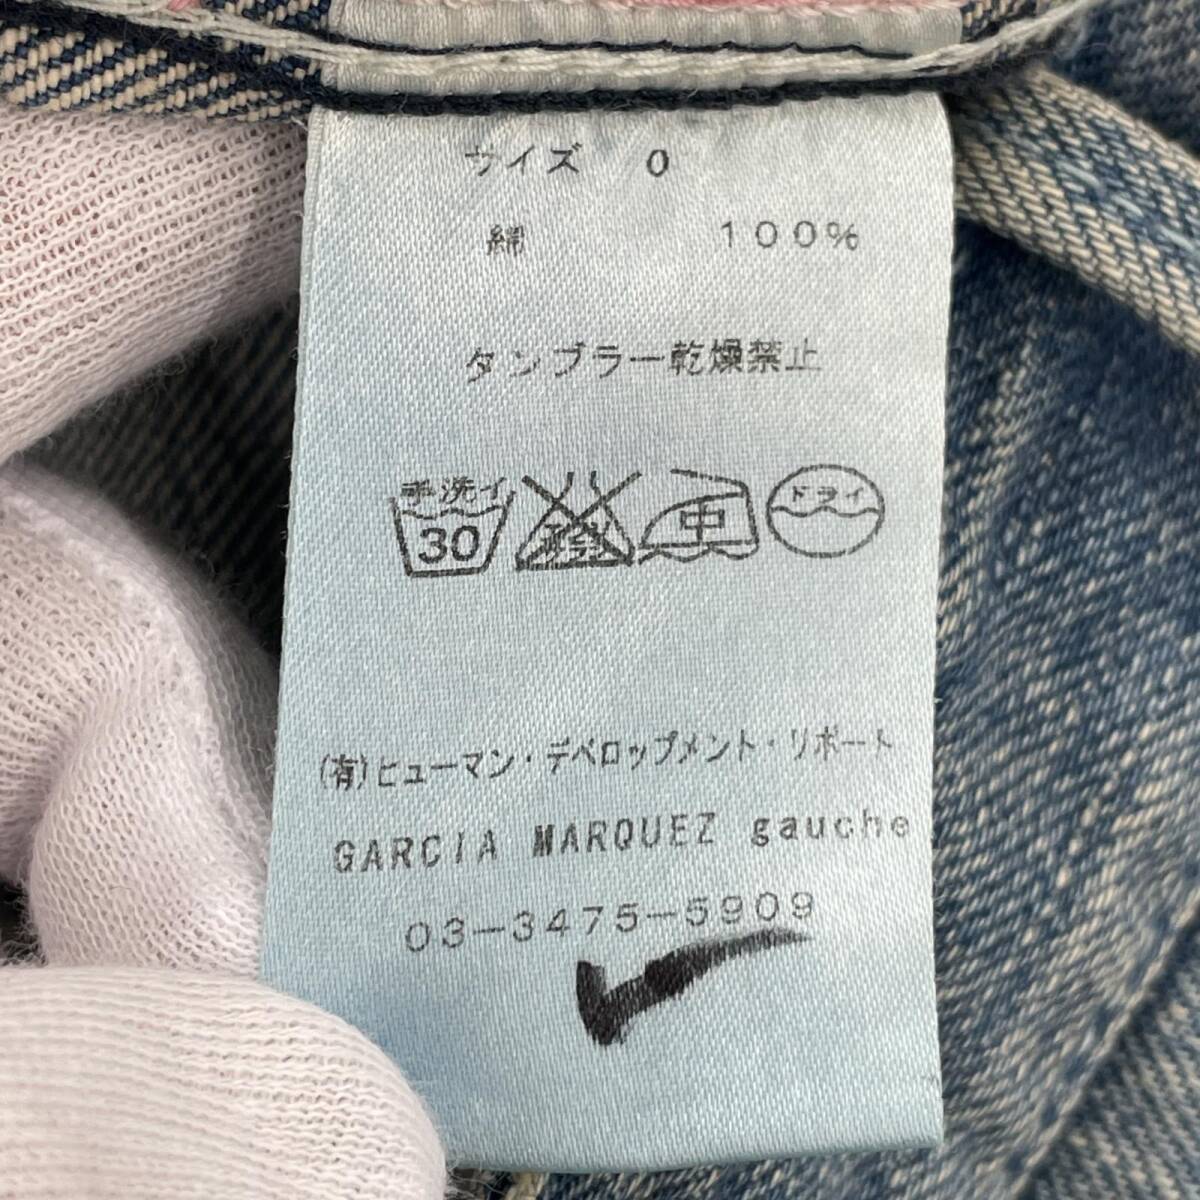 サイズ 0
綿 100%
タンブラー乾燥禁止
手洗イ 30 中 ドライ
(有)ヒューマン・デベロップメント・リポート
GARCIA MARQUEZ gauche
03-3475-5909